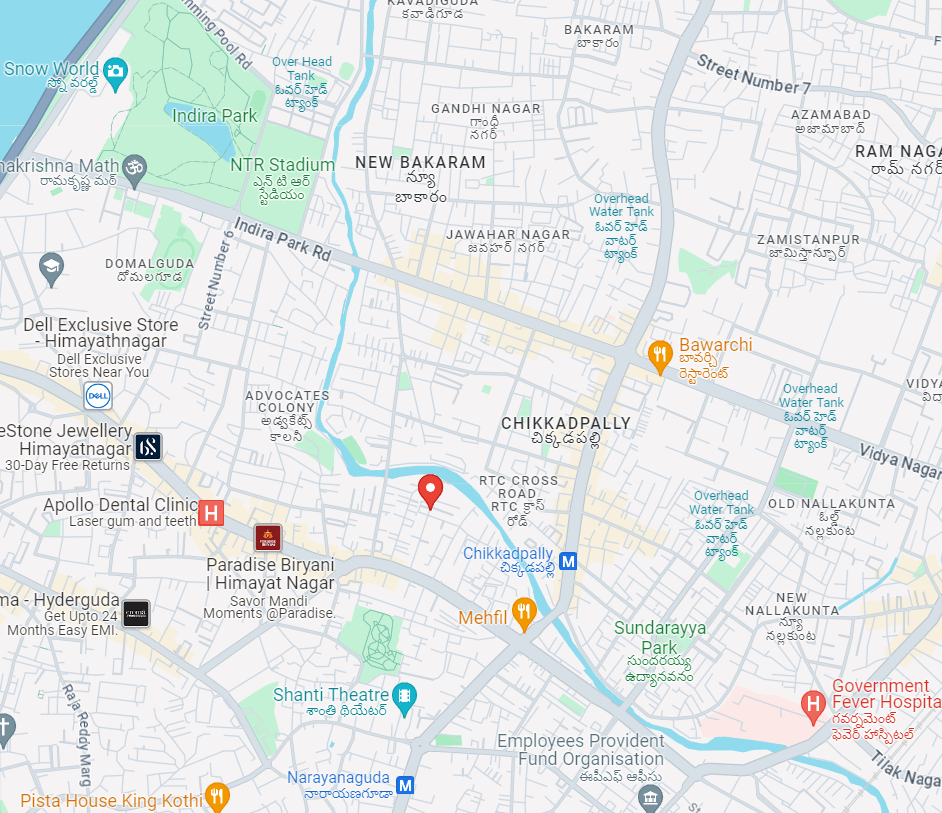 KAVADIGUDA
కవాడిగూడ
BAKARAM
బాకారం
Swimming Pool Rd
Over Head
Tank
ఓవర్ హెడ్
ట్యాంక్
Snow World
స్నో వరల్డ్
Street Number 7
GANDHI NAGAR
గాంధీ
నగర్
Indira Park
AZAMABAD
అజామాబాద్
RAM NAGA
రామ్ నగర్
NEW BAKARAM
న్యూ
బాకారం
NTR Stadium
ఎన్ టి ఆర్
స్టేడియం
makrishna Math
రామకృష్ణ మఠ్
Overhead
Water Tank
ఓవర్ హెడ్
వాటర్
ట్యాంక్
Indira Park Rd
JAWAHAR NAGAR
జవహర్ నగర్
ZAMISTANPUR
జామిస్తాన్పూర్
DOMALGUDA
దోమలగూడ
Street Number 6
Dell Exclusive Store
- Himayathnagar
Dell Exclusive
Stores Near You
DELL
Bawarchi
బావర్చి
రెస్టారెంట్
Overhead
Water Tank
ఓవర్ హెడ్
వాటర్
ట్యాంక్
VIDYA
విద్యా
ADVOCATES
COLONY
అడ్వకేట్స్
కాలనీ
CHIKKADPALLY
చిక్కడపల్లి
eStone Jewellery
Himayatnagar
30-Day Free Returns
Vidya Nagar
RTC CROSS
ROAD
RTC క్రాస్
రోడ్
Overhead
Water Tank
ఓవర్ హెడ్
వాటర్
ట్యాంక్
OLD NALLAKUNTA
ఓల్డ్
నల్లకుంట
Apollo Dental Clinic
Laser gum and teeth
H
Chikkadpally
చిక్కడపల్లి
M
Paradise Biryani
| Himayat Nagar
Savor Mandi
Moments @Paradise.
ma - Hyderguda
Get Upto 24
Months Easy EMI.
croma
Mehfil
NEW
NALLAKUNTA
న్యూ
నల్లకుంట
Sundarayya
Park
సుందరయ్య
ఉద్యానవనం
Shanti Theatre
శాంతి థియేటర్
Raja Reddy Marg
Government
Fever Hospita
గవర్నమెంట్
ఫెవెర్ హాస్పిటల్
H
Employees Provident
Fund Organisation
ఈపీఎఫ్ ఆఫీసు
Tilak Naga
Narayanaguda
నారాయణగూడా
M
Pista House King Kothi
St